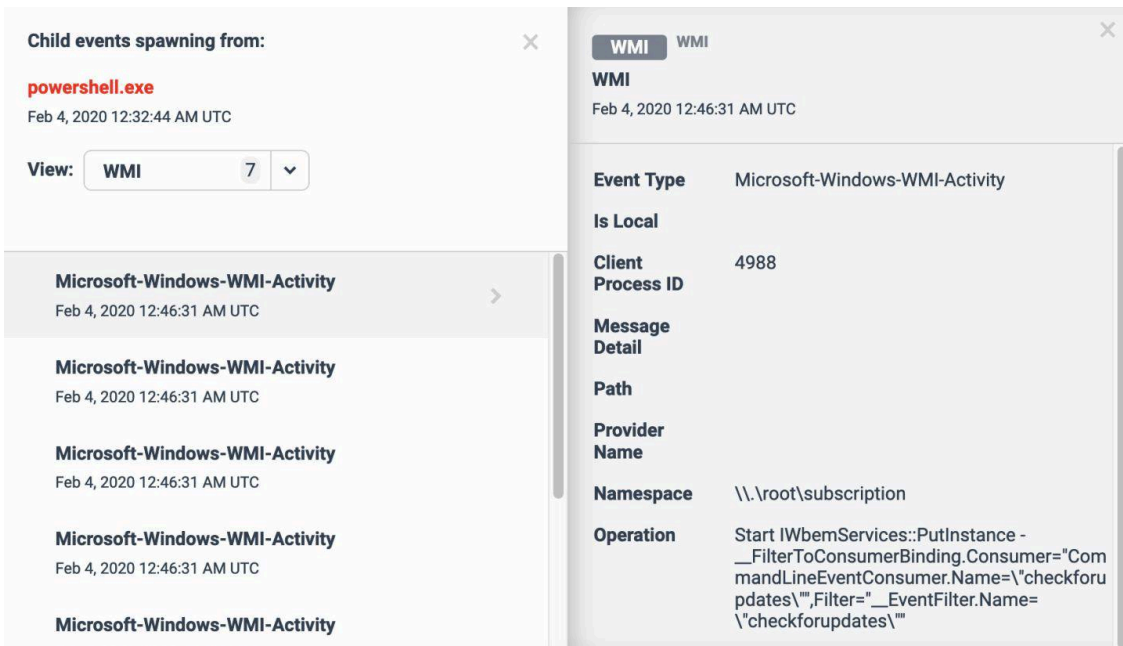 Child events spawning from:
powershell.exe
Feb 4, 2020 12:32:44 AM UTC
View: WMI 7
Microsoft-Windows-WMI-Activity
Feb 4, 2020 12:46:31 AM UTC
Microsoft-Windows-WMI-Activity
Feb 4, 2020 12:46:31 AM UTC
Microsoft-Windows-WMI-Activity
Feb 4, 2020 12:46:31 AM UTC
Microsoft-Windows-WMI-Activity
Feb 4, 2020 12:46:31 AM UTC
Microsoft-Windows-WMI-Activity
WMI WMI
WMI
Feb 4, 2020 12:46:31 AM UTC
Event Type Microsoft-Windows-WMI-Activity
Is Local
Client 4988
Process ID
Message
Detail
Path
Provider
Name
Namespace \\.\root\subscription
Operation Start IWbemServices::PutInstance -
__FilterToConsumerBinding.Consumer="Com
mandLineEventConsumer.Name=\"checkforu
pdates\"",Filter="__EventFilter.Name=
\"checkforupdates\""